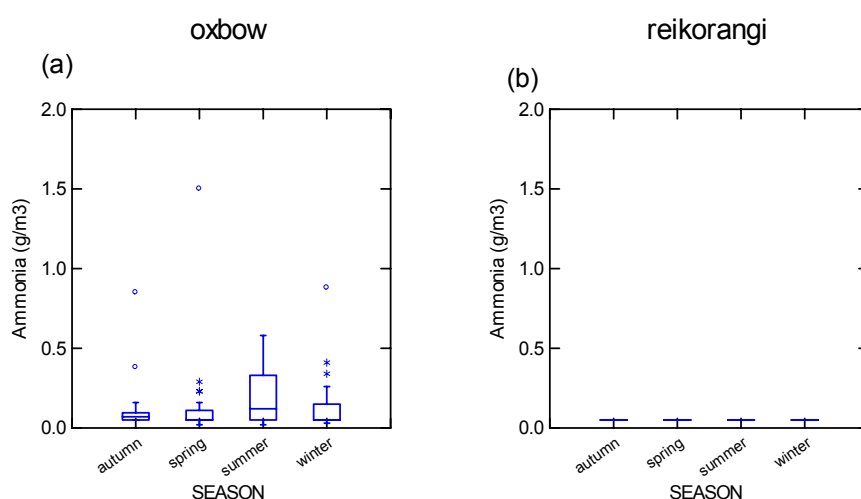 oxbow
(a)
2.0
1.5
1.0
0.5
0.0
Ammonia (g/m3)
autumn
spring
summer
winter
SEASON
reikorangi
(b)
2.0
1.5
1.0
0.5
0.0
Ammonia (g/m3)
autumn
spring
summer
winter
SEASON